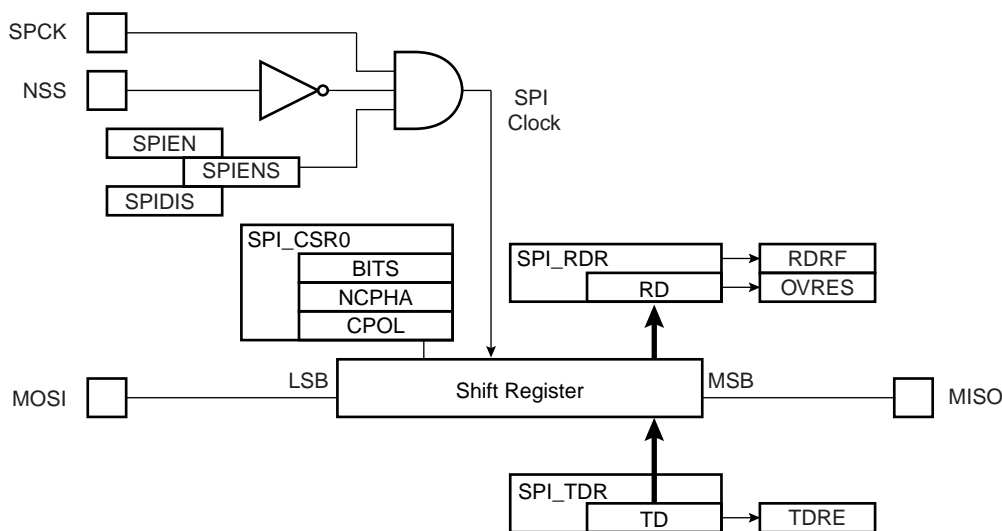 SPCK
NSS
SPI
Clock
SPIEN
SPIENS
SPIDIS
SPI_CSR0
BITS
NCPHA
CPOL
SPI_RDR
RD
RDRF
OVRES
MOSI
LSB
Shift Register
MSB
MISO
SPI_TDR
TD
TDRE